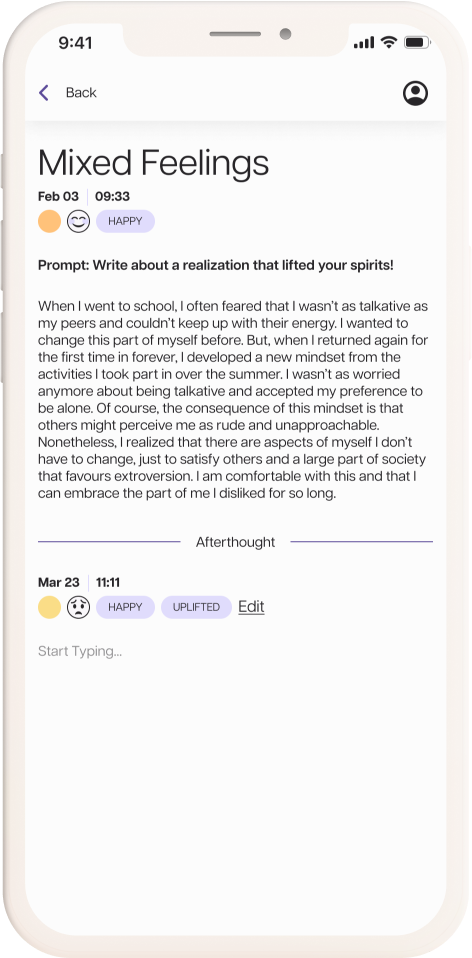 9:41
Back
Mixed Feelings
Feb 03 09:33
HAPPY
Prompt: Write about a realization that lifted your spirits!
When I went to school, I often feared that I wasn't as talkative as
my peers and couldn't keep up with their energy. I wanted to
change this part of myself before. But, when I returned again for
the first time in forever, I developed a new mindset from the
activities I took part in over the summer. I wasn't as worried
anymore about being talkative and accepted my preference to
be alone. Of course, the consequence of this mindset is that
others might perceive me as rude and unapproachable.
Nonetheless, I realized that there are aspects of myself I don't
have to change, just to satisfy others and a large part of society
that favours extroversion. I am comfortable with this and that I
can embrace the part of me I disliked for so long.
Afterthought
Mar 23 11:11
HAPPY UPLIFTED Edit
Start Typing...